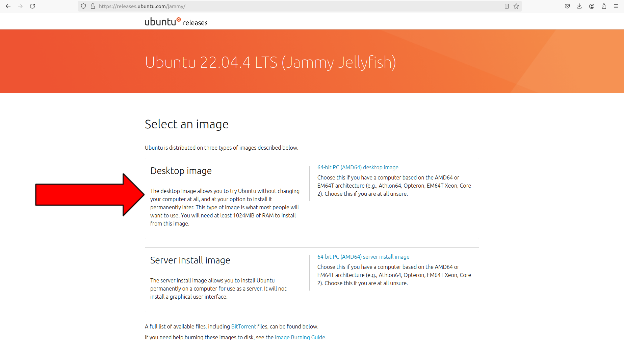 https://releases.ubuntu.com/jammy/
ubuntu® releases
Ubuntu 22.04.4 LTS (Jammy Jellyfish)
Select an image
Ubuntu is distributed on three types of images described below.
Desktop image
The desktop image allows you to try Ubuntu without changing
your computer at all, and at your option to install it
permanently later. This type of image is what most people will
want to use. You will need at least 1024MiB of RAM to install
from this image.
64-bit PC (AMD64) desktop image
Choose this if you have a computer based on the AMD64 or
EM64T architecture (e.g., Athlon64, Opteron, EM64T Xeon, Core
2). Choose this if you are at all unsure.
Server install image
The server install image allows you to install Ubuntu
permanently on a computer for use as a server. It will not
install a graphical user interface.
64-bit PC (AMD64) server install image
Choose this if you have a computer based on the AMD64 or
EM64T architecture (e.g., Athlon64, Opteron, EM64T Xeon, Core
2). Choose this if you are at all unsure.
A full list of available files, including BitTorrent files, can be found below.
If you need help burning these images to disk, see the Image Burning Guide.